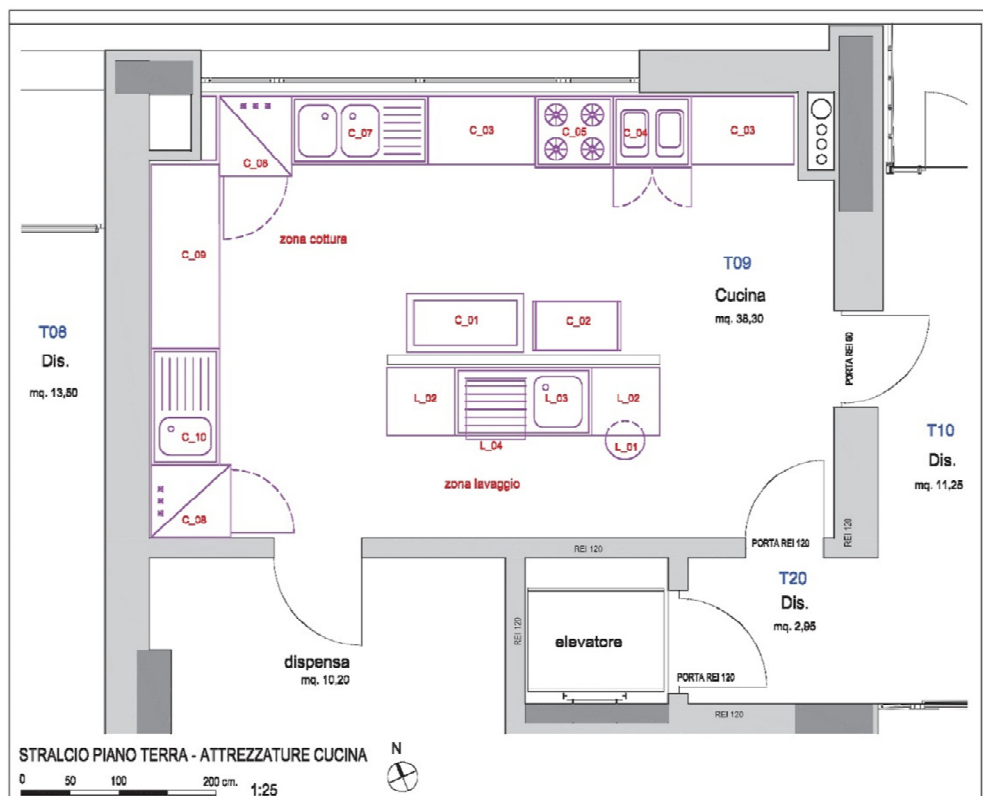 C_07
C_03
C_05
C_04
C_03
C_06
zona cottura
C_09
T09
Cucina
mq. 38,30
C_01
C_02
T08
Dis.
mq. 13,50
PORTA REI 60
L_02
L_03
L_02
C_10
L_04
L_01
T10
Dis.
mq. 11,25
zona lavaggio
C_08
REI 120
PORTA REI 120
REI 120
T20
Dis.
mq. 2,95
REI 120
elevatore
dispensa
mq. 10,20
PORTA REI 120
REI 120
STRALCIO PIANO TERRA - ATTREZZATURE CUCINA
N
0 50 100 200 cm. 1:25